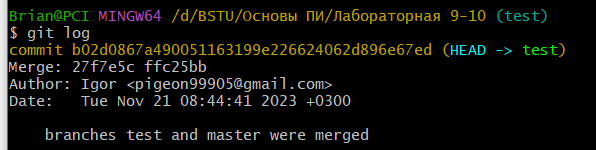 Brian@PCI MINGW64 /d/BSTU/Основы ПИ/Лабораторная 9-10 (test)
$ git log
commit b02d0867a490051163199e226624062d896e67ed (HEAD -> test)
Merge: 27f7e5c ffc25bb
Author: Igor <pigeon99905@gmail.com>
Date:   Tue Nov 21 08:44:41 2023 +0300

    branches test and master were merged